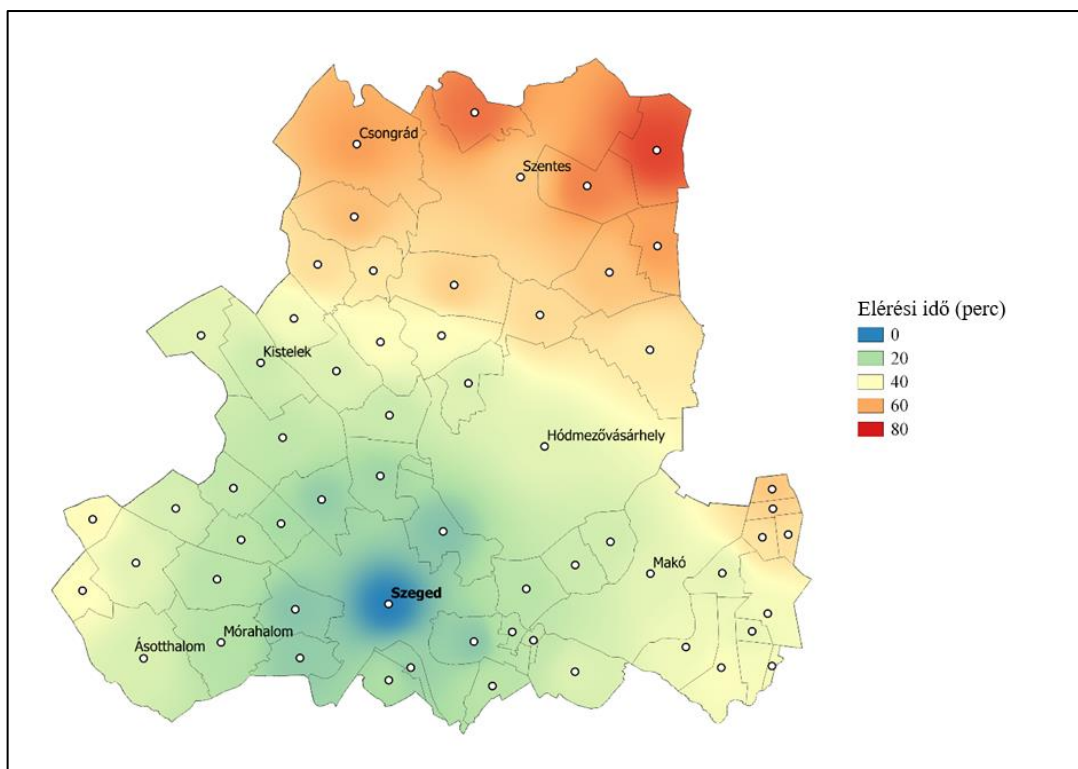 Csongrád
Szentes
Elérési idő (perc)
0
20
Kistelek
40
60
80
Hódmezővásárhely
Makó
Szeged
Mórahalom
Ásotthalom